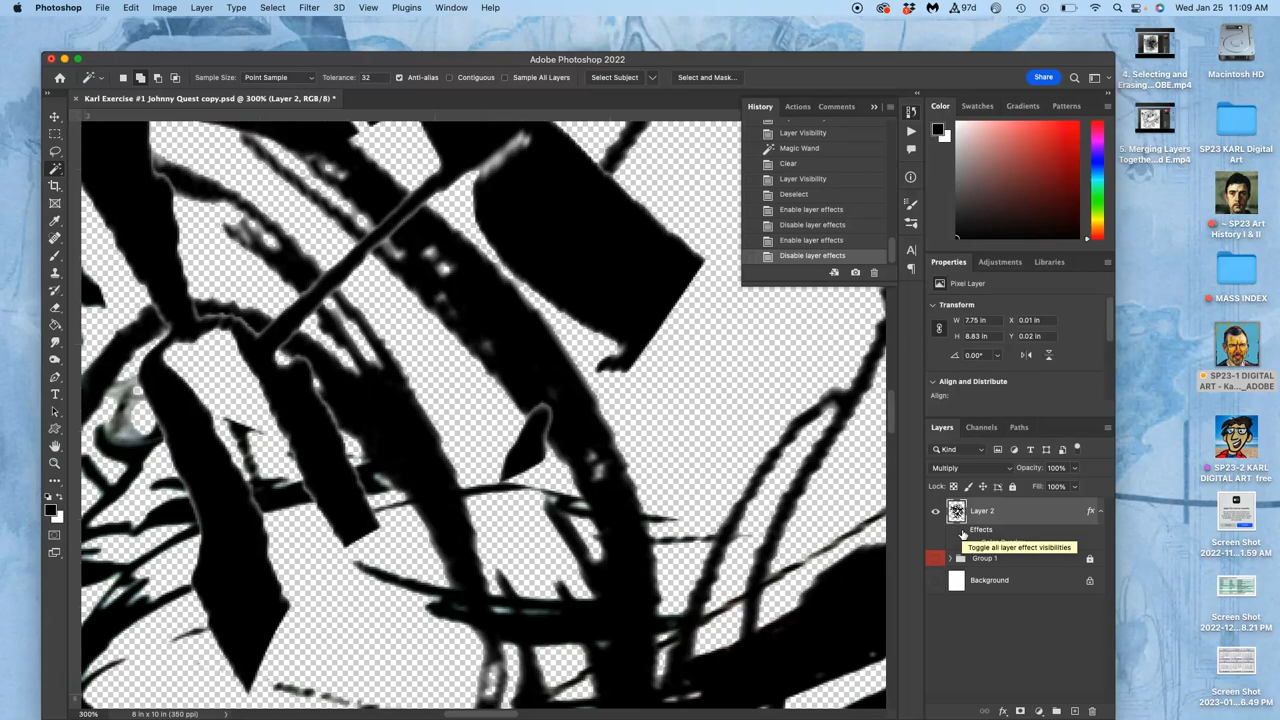 Photoshop File Edit Image Layer Type Select Filter 3D View Plugins Window Help 97d Wed Jan 25 11:09 AM
Adobe Photoshop 2022
Sample Size: Point Sample Tolerance: 32 Anti-alias Contiguous Sample All Layers Select Subject Select and Mask... Share
× Karl Exercise #1 Johnny Quest copy.psd @ 300% (Layer 2, RGB/8) *
History Actions Comments
Layer Visibility
Magic Wand
Clear
Layer Visibility
Deselect
Enable layer effects
Disable layer effects
Enable layer effects
Disable layer effects
Color Swatches Gradients Patterns
Properties Adjustments Libraries
Pixel Layer
Transform
W 7.75 in X 0.01 in
H 8.83 in Y 0.02 in
0.00°
Align and Distribute
Align:
Layers Channels Paths
Kind
Multiply Opacity: 100%
Lock: Fill: 100%
Layer 2 fx
Effects
Toggle all layer effect visibilities
Group 1
Background
300% 8 in x 10 in (350 ppi)
4. Selecting and
Erasing...OBE.mp4
5. Merging Layers
Together...d E.mp4
Macintosh HD
SP23 KARL Digital
Art
~ SP23 Art
History I & II
MASS INDEX
SP23-1 DIGITAL
ART - Ka..._ADOBE
SP23-2 KARL
DIGITAL ART free
Screen Shot
2022-11...1.59 AM
Screen Shot
2022-12...8.21 PM
Screen Shot
2023-01...6.49 PM